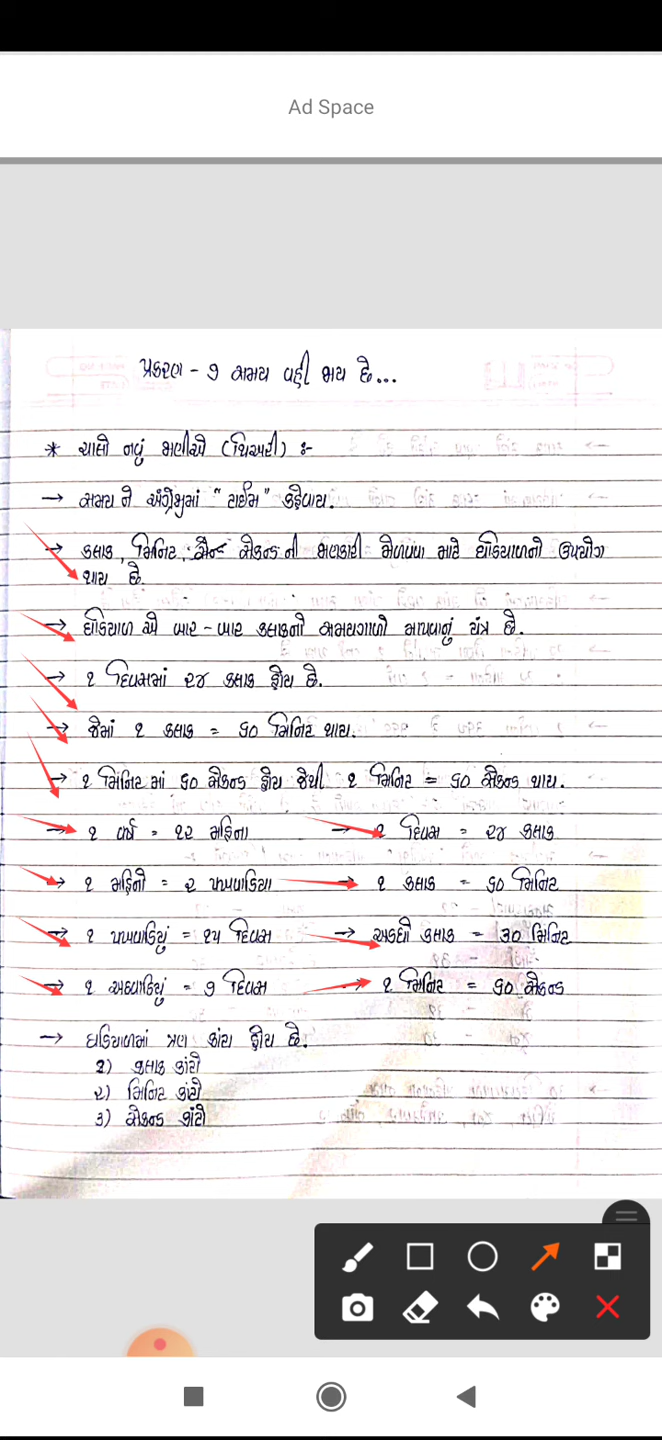 Ad Space
પ્રકરણ - ૭ સમય વહી જાય છે...
* ચાલો નવું જાણીએ (થિઅરી) :-
→ સમય ને અંગ્રેજીમાં " ટાઈમ" કહેવાય.
→ કલાક, મિનિટ, સેકન્ડ ની જાણકારી મેળવવા માટે ઘડિયાળનો ઉપયોગ
થાય છે.
→ ઘડિયાળ એ બાર - બાર કલાકનો સમયગાળો માપવાનું યંત્ર છે.
→ ૧ દિવસમાં ૨૪ કલાક હોય છે.
→ જેમાં ૧ કલાક = ૬૦ મિનિટ થાય.
→ ૧ મિનિટ માં ૬૦ સેકન્ડ હોય જેથી ૧ મિનિટ = ૬૦ સેકન્ડ થાય.
→ ૧ વર્ષ = ૧૨ મહિના → ૧ દિવસ = ૨૪ કલાક
→ ૧ મહિનો = ૨ પખવાડિયા → ૧ કલાક = ૬૦ મિનિટ
→ ૧ પખવાડિયું = ૧૫ દિવસ → અડધો કલાક = ૩૦ મિનિટ
→ ૧ અઠવાડિયું = ૭ દિવસ → ૧ મિનિટ = ૬૦ સેકન્ડ
→ ઘડિયાળમાં ત્રણ કાંટા હોય છે.
૧) કલાક કાંટો
૨) મિનિટ કાંટો
૩) સેકન્ડ કાંટો